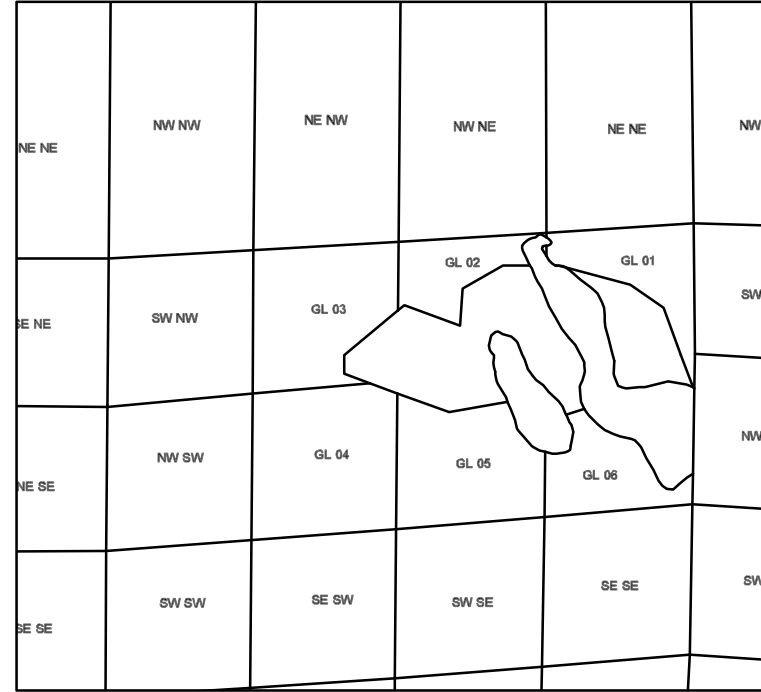 NW NW
NE NW
NW NE
NE NE
NW
NE NE
GL 02
GL 01
SW
SE NE
SW NW
GL 03
NW SW
GL 04
GL 05
GL 06
NW
NE SE
SW SW
SE SW
SW SE
SE SE
SW
SE SE